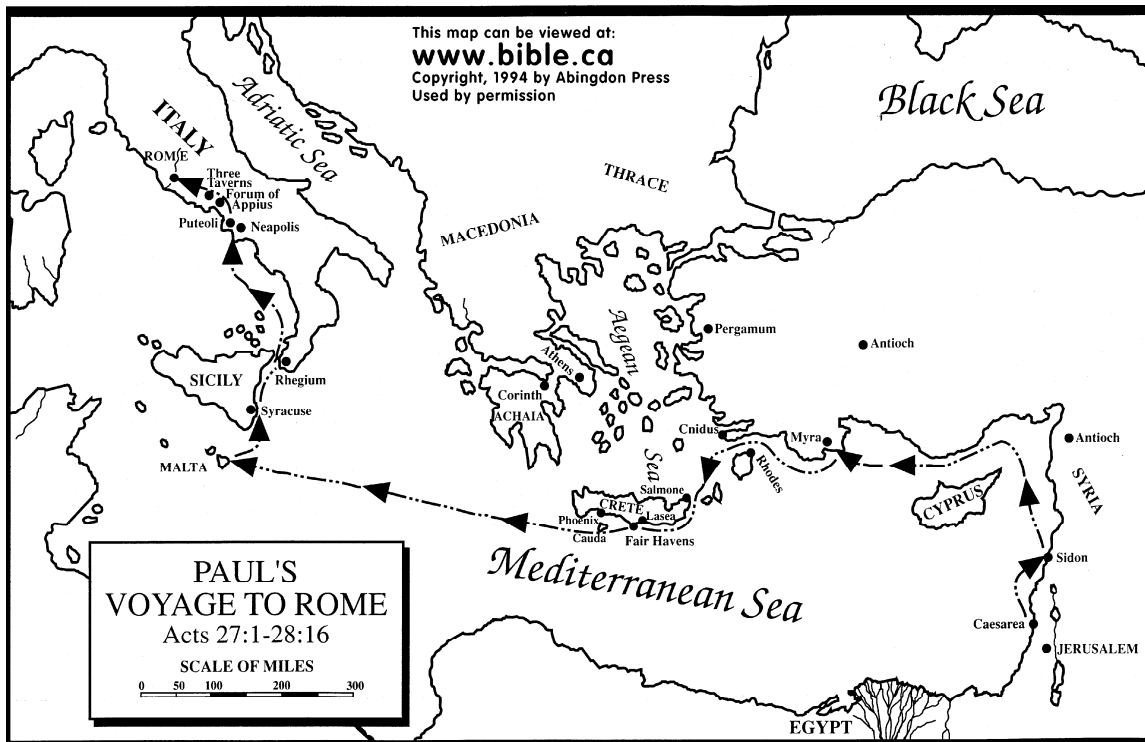 This map can be viewed at:
www.bible.ca
Copyright, 1994 by Abingdon Press
Used by permission
Black Sea
Adriatic Sea
ITALY
ROME
Three
Taverns
Forum of
Appius
Puteoli
Neapolis
THRACE
MACEDONIA
Aegean
Sea
Pergamum
Antioch
Athens
Corinth
ACHAIA
SICILY
Rhegium
Syracuse
MALTA
Cnidus
Myra
Rhodes
Antioch
SYRIA
CYPRUS
Salmone
CRETE
Lasea
Phoenix
Cauda
Fair Havens
Mediterranean Sea
Sidon
Caesarea
JERUSALEM
EGYPT
PAUL'S
VOYAGE TO ROME
Acts 27:1-28:16
SCALE OF MILES
0 50 100 200 300